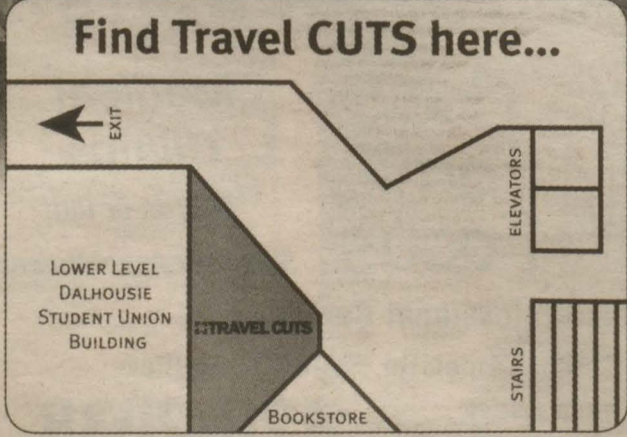 Find Travel CUTS here...
EXIT
ELEVATORS
LOWER LEVEL
DALHOUSIE
STUDENT UNION
BUILDING
TRAVEL CUTS
STAIRS
BOOKSTORE